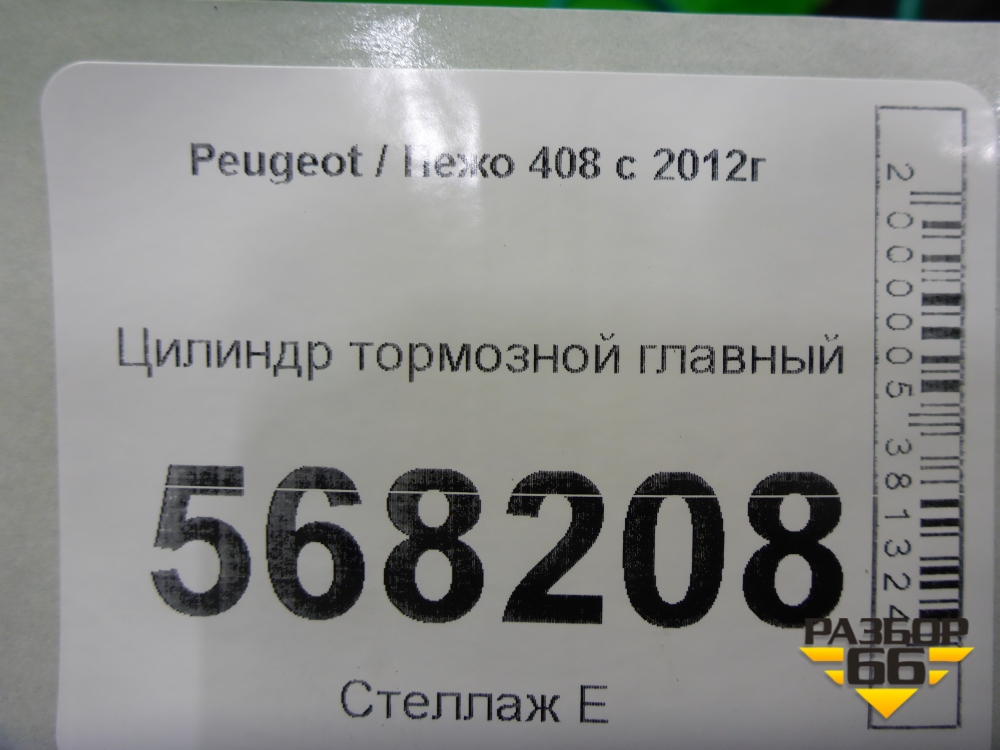 Peugeot / Пежо 408 с 2012г
Цилиндр тормозной главный
568208
Стеллаж Е
2000005381324
РАЗБОР
66